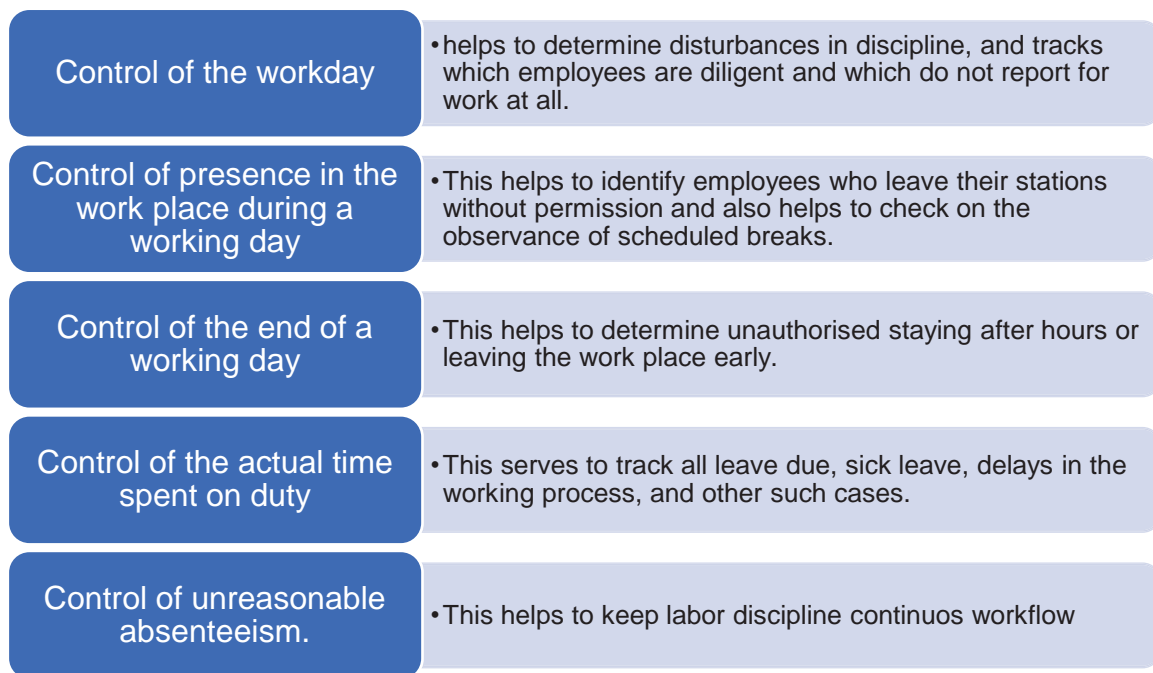 Control of the workday
•helps to determine disturbances in discipline, and tracks
which employees are diligent and which do not report for
work at all.
Control of presence in the
work place during a
working day
•This helps to identify employees who leave their stations
without permission and also helps to check on the
observance of scheduled breaks.
Control of the end of a
working day
•This helps to determine unauthorised staying after hours or
leaving the work place early.
Control of the actual time
spent on duty
•This serves to track all leave due, sick leave, delays in the
working process, and other such cases.
Control of unreasonable
absenteeism.
•This helps to keep labor discipline continuos workflow